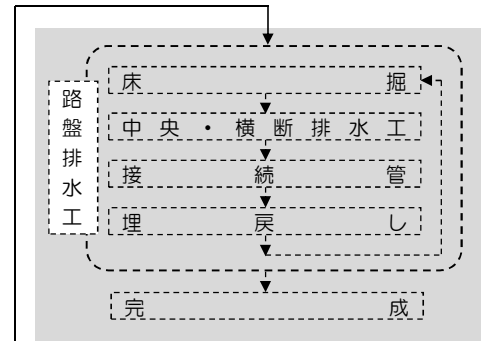 路盤排水工
床掘
中央・横断排水工
接続管
埋戻し
完成